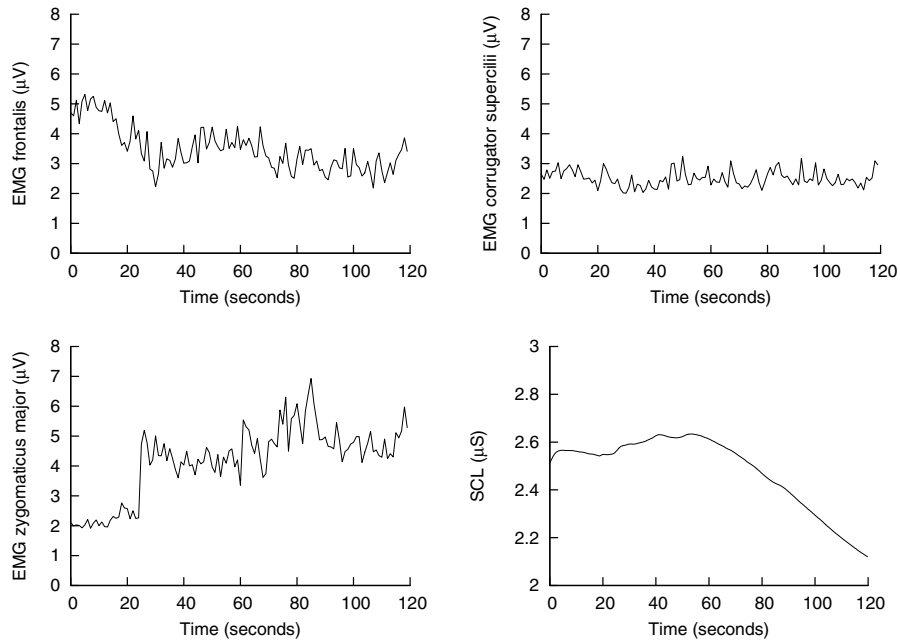 EMG frontalis (μV)
8
7
6
5
4
3
2
1
0
0 20 40 60 80 100 120
Time (seconds)
EMG corrugator supercilii (μV)
8
7
6
5
4
3
2
1
0
0 20 40 60 80 100 120
Time (seconds)
EMG zygomaticus major (μV)
8
7
6
5
4
3
2
1
0
0 20 40 60 80 100 120
Time (seconds)
SCL (μS)
3
2.8
2.6
2.4
2.2
2
0 20 40 60 80 100 120
Time (seconds)